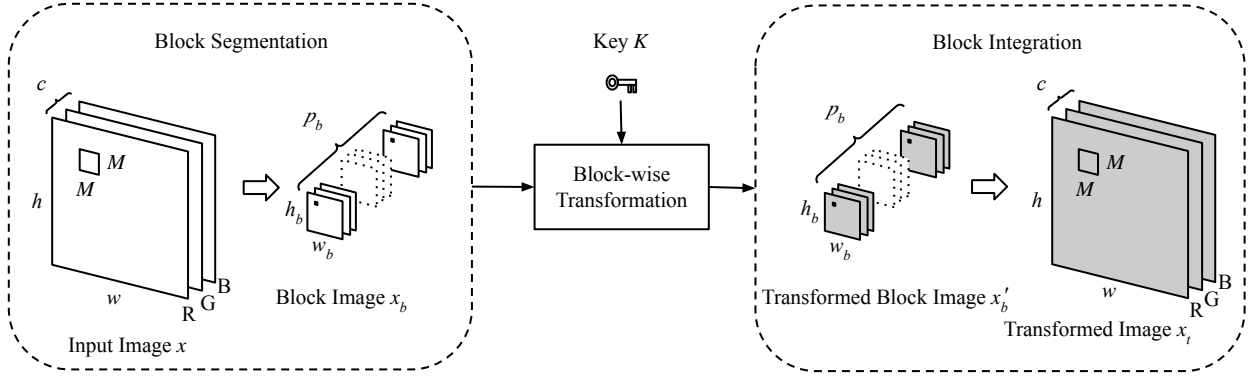 Block Segmentation
c
h
M
M
w
R
G
B
Input Image x
p_b
h_b
w_b
Block Image x_b
Key K
Block-wise
Transformation
Block Integration
p_b
h_b
w_b
Transformed Block Image x_b′
c
h
M
M
w
R
G
B
Transformed Image x_t